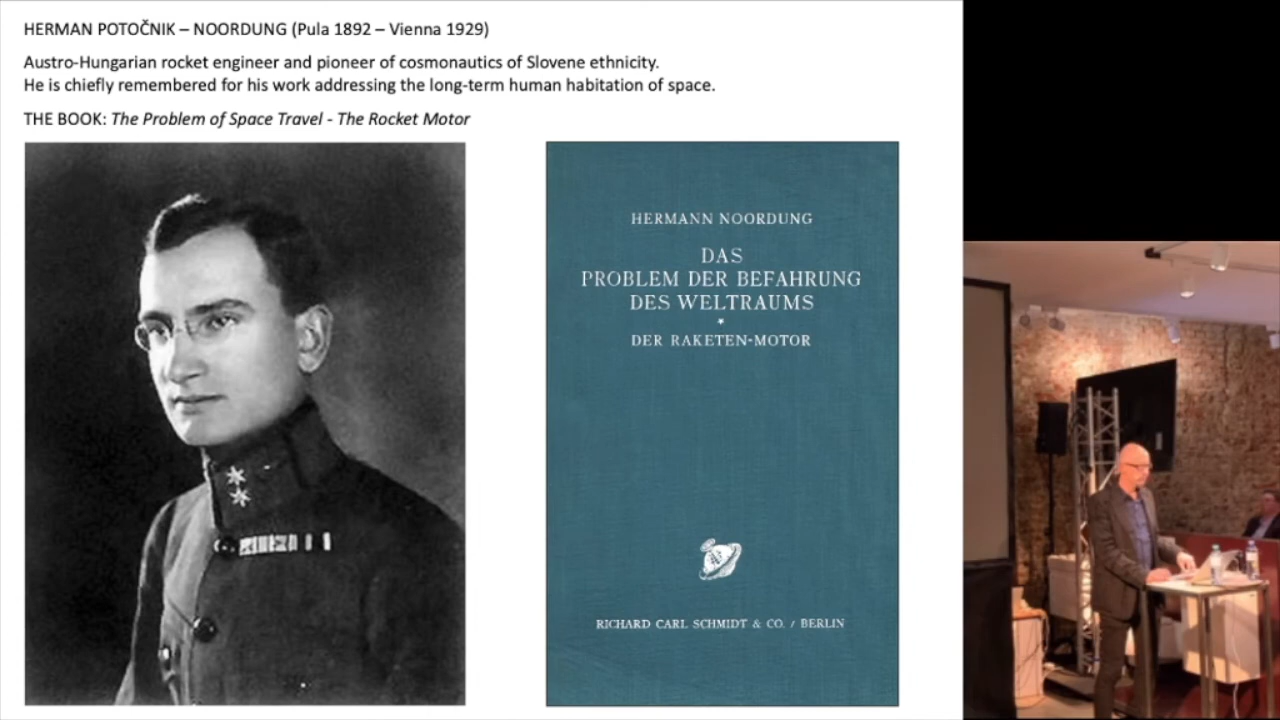 HERMAN POTOČNIK – NOORDUNG (Pula 1892 – Vienna 1929)
Austro-Hungarian rocket engineer and pioneer of cosmonautics of Slovene ethnicity.
He is chiefly remembered for his work addressing the long-term human habitation of space.
THE BOOK: The Problem of Space Travel - The Rocket Motor
HERMANN NOORDUNG
DAS
PROBLEM DER BEFAHRUNG
DES WELTRAUMS
DER RAKETEN-MOTOR
RICHARD CARL SCHMIDT & CO. / BERLIN